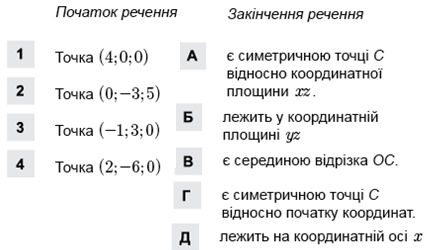 Початок речення
Закінчення речення
1 Точка (4;0;0)
2 Точка (0;−3;5)
3 Точка (−1;3;0)
4 Точка (2;−6;0)
А є симетричною точці C
відносно координатної
площини xz.
Б лежить у координатній
площині yz
В є серединою відрізка OC.
Г є симетричною точці C
відносно початку координат.
Д лежить на координатній осі x